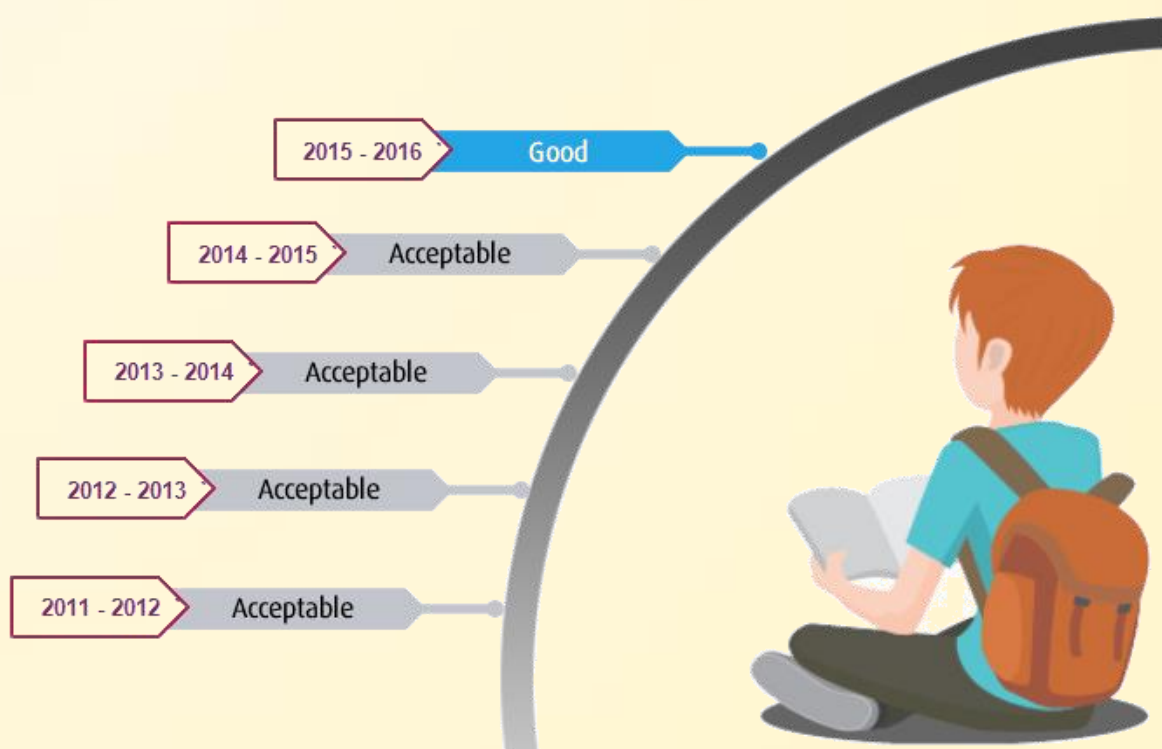 2015 - 2016 Good
2014 - 2015 Acceptable
2013 - 2014 Acceptable
2012 - 2013 Acceptable
2011 - 2012 Acceptable